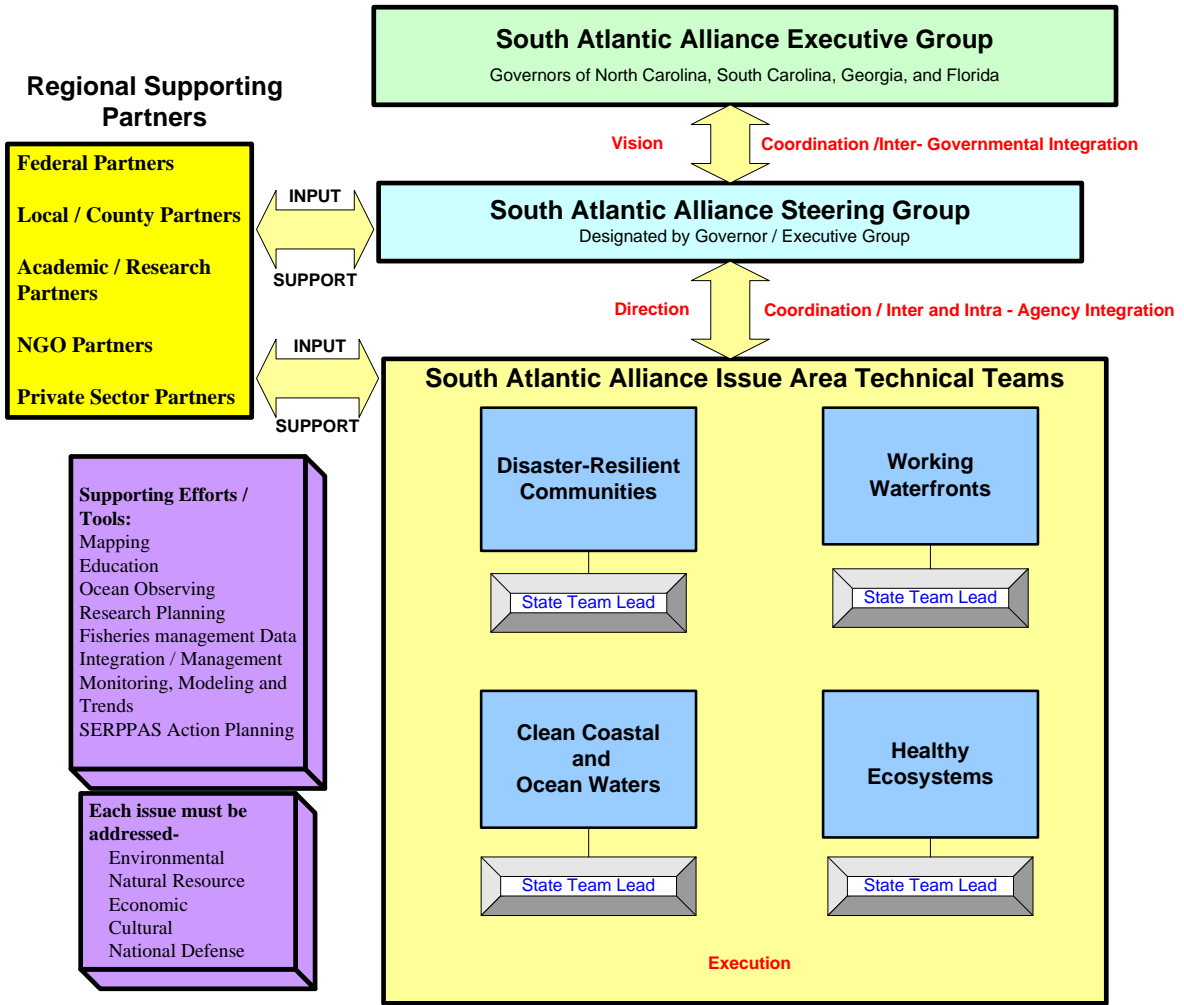 South Atlantic Alliance Executive Group
Governors of North Carolina, South Carolina, Georgia, and Florida
Regional Supporting
Partners
Vision
Coordination /Inter- Governmental Integration
Federal Partners
Local / County Partners
Academic / Research
Partners
NGO Partners
Private Sector Partners
INPUT
SUPPORT
South Atlantic Alliance Steering Group
Designated by Governor / Executive Group
Direction
Coordination / Inter and Intra - Agency Integration
INPUT
SUPPORT
South Atlantic Alliance Issue Area Technical Teams
Disaster-Resilient
Communities
State Team Lead
Working
Waterfronts
State Team Lead
Clean Coastal
and
Ocean Waters
State Team Lead
Healthy
Ecosystems
State Team Lead
Execution
Supporting Efforts /
Tools:
Mapping
Education
Ocean Observing
Research Planning
Fisheries management Data
Integration / Management
Monitoring, Modeling and
Trends
SERPPAS Action Planning
Each issue must be
addressed-
Environmental
Natural Resource
Economic
Cultural
National Defense